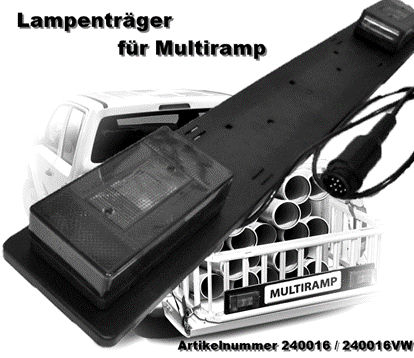 Lampenträger
für Multiramp
MULTIRAMP
Artikelnummer 240016 / 240016VW